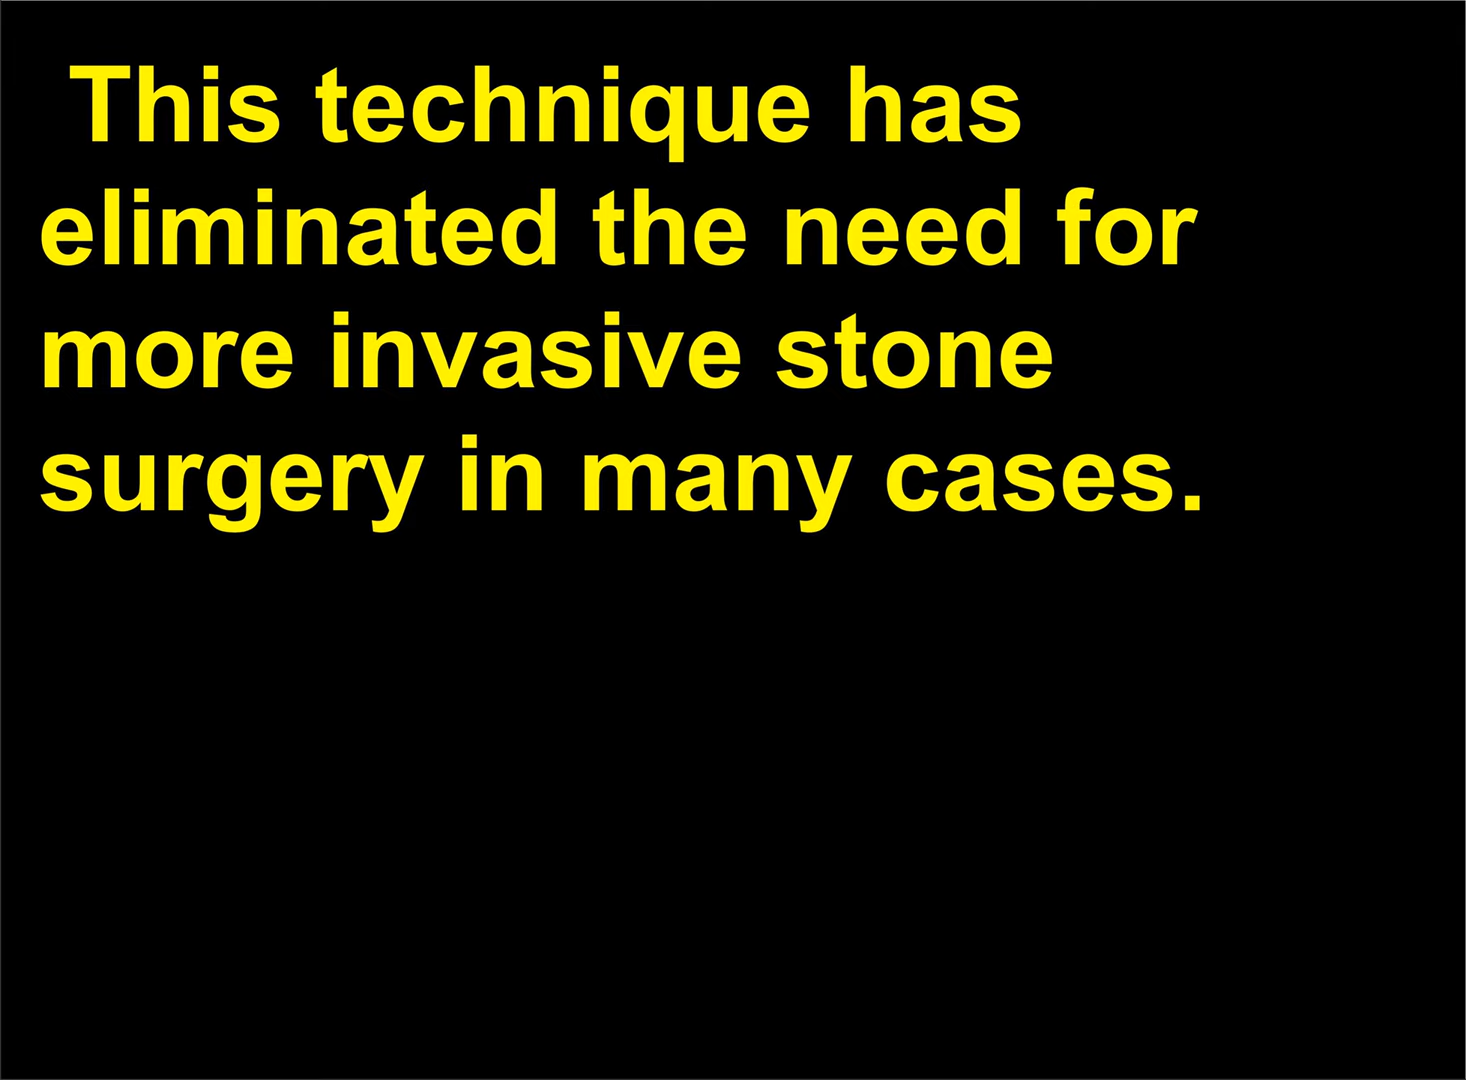 This technique has
eliminated the need for
more invasive stone
surgery in many cases.